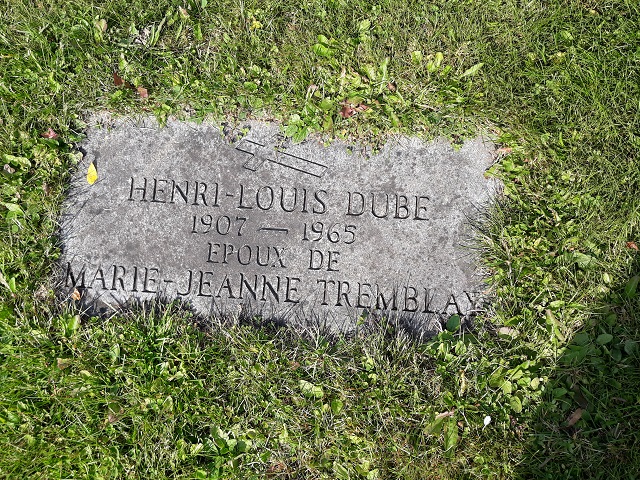 HENRI-LOUIS DUBE
1907 — 1965
EPOUX DE
MARIE-JEANNE TREMBLAY